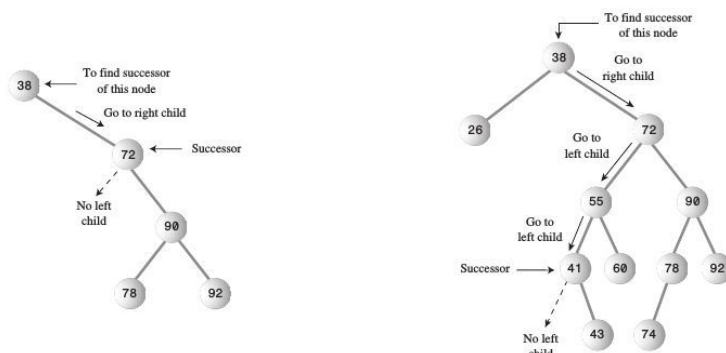 To find successor
of this node
38
Go to right child
72
Successor
No left
child
90
78
92
To find successor
of this node
38
Go to
right child
26
72
Go to
left child
55
90
Go to
left child
Successor
41
60
78
92
43
74
No left
child